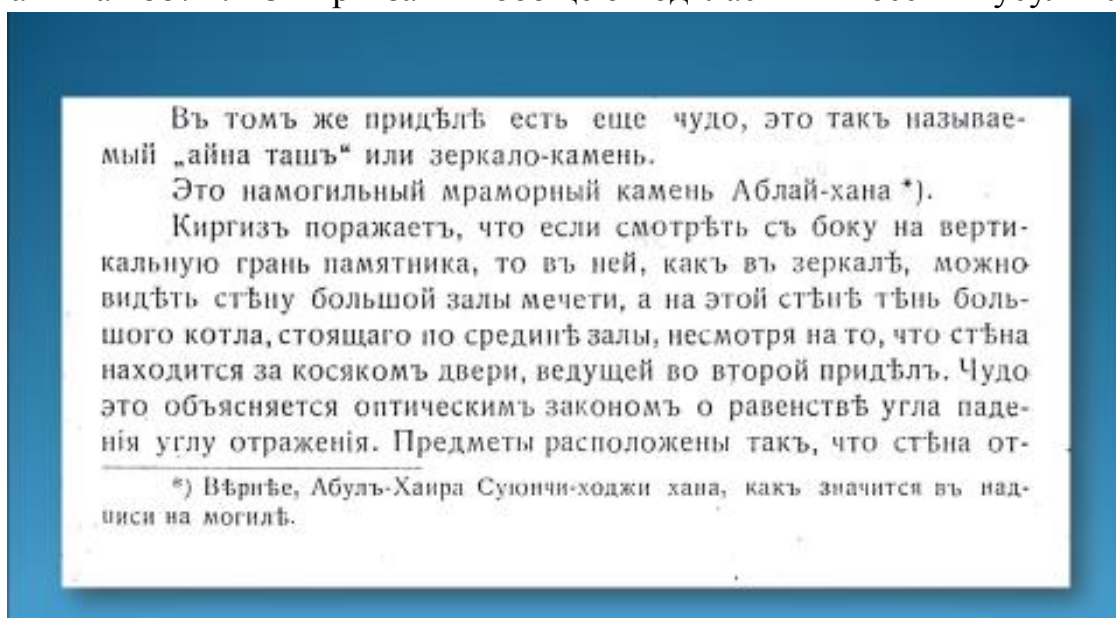 Въ томъ же придѣлѣ есть еще чудо, это такъ называе-
мый „айна ташъ“ или зеркало-камень.
Это намогильный мраморный камень Аблай-хана *).
Киргизъ поражаетъ, что если смотрѣть съ боку на верти-
кальную грань памятника, то въ ней, какъ въ зеркалѣ, можно
видѣть стѣну большой залы мечети, а на этой стѣнѣ тѣнь боль-
шого котла, стоящаго по срединѣ залы, несмотря на то, что стѣна
находится за косякомъ двери, ведущей во второй придѣлъ. Чудо
это объясняется оптическимъ закономъ о равенствѣ угла паде-
нія углу отраженія. Предметы расположены такъ, что стѣна от-
*) Вѣрнѣе, Абулъ-Хаира Суюнчи-ходжи хана, какъ значится въ над-
писи на могилѣ.